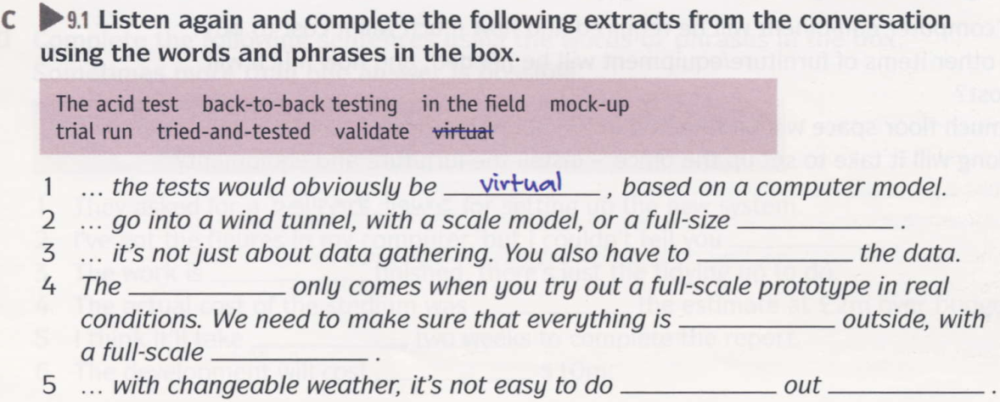 c ▶9.1 Listen again and complete the following extracts from the conversation
using the words and phrases in the box.
The acid test back-to-back testing in the field mock-up
trial run tried-and-tested validate virtual
1 ... the tests would obviously be virtual, based on a computer model.
2 ... go into a wind tunnel, with a scale model, or a full-size ____________ .
3 ... it's not just about data gathering. You also have to ____________ the data.
4 The ____________ only comes when you try out a full-scale prototype in real
conditions. We need to make sure that everything is ____________ outside, with
a full-scale ____________ .
5 ... with changeable weather, it's not easy to do ____________ out ____________ .